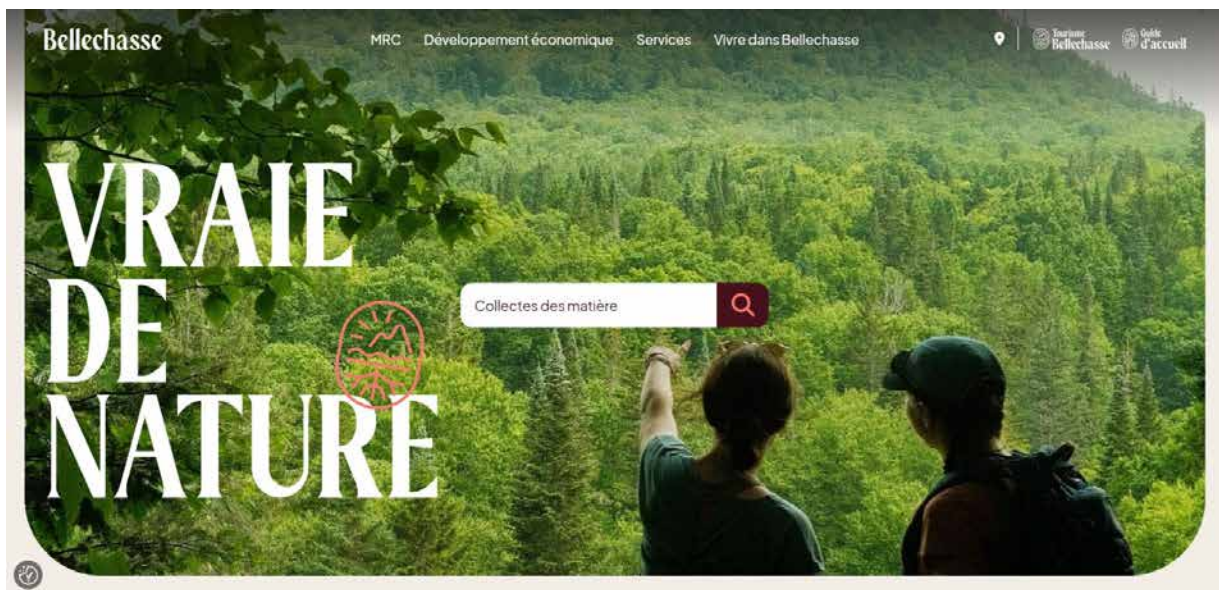 Bellechasse
MRC Développement économique Services Vivre dans Bellechasse
Tourisme
Bellechasse
Guide
d'accueil
VRAIE
DE
NATURE
Collectes des matière